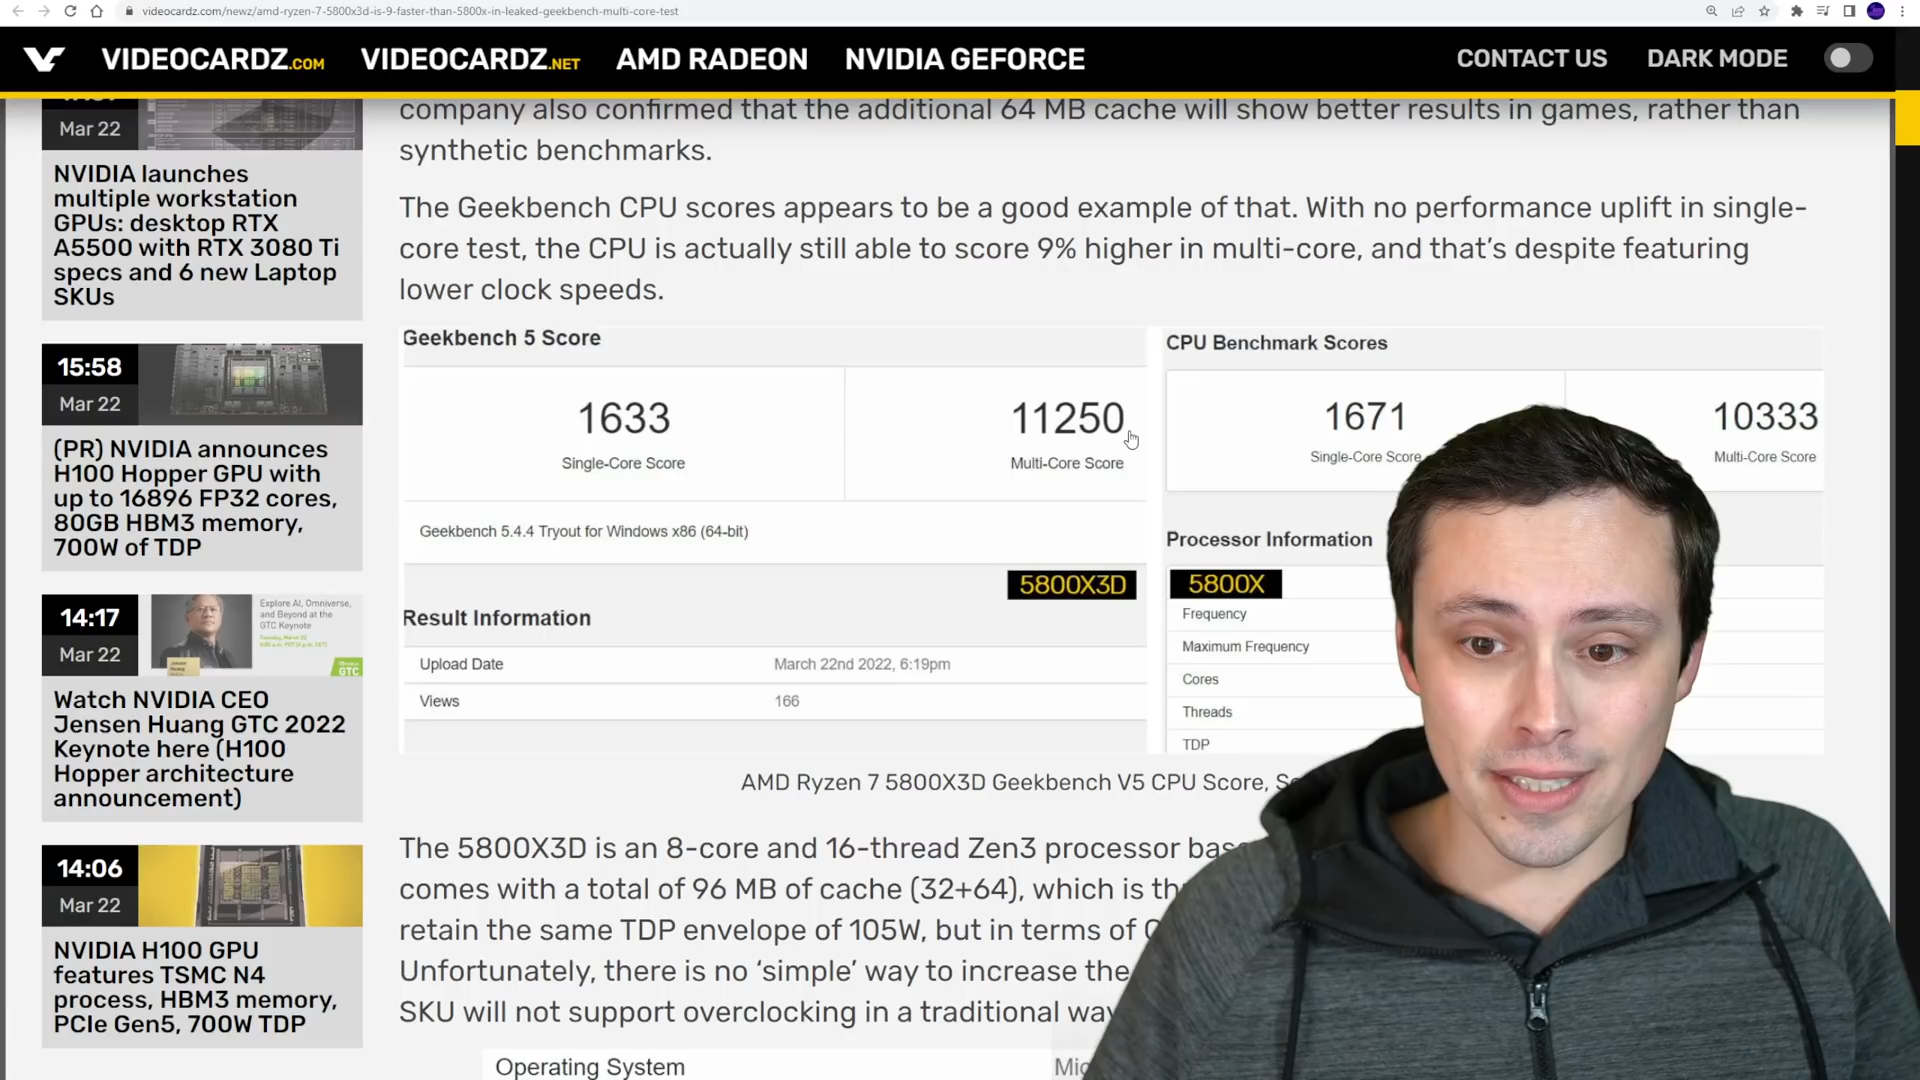 videocardz.com/newz/amd-ryzen-7-5800x3d-is-9-faster-than-5800x-in-leaked-geekbench-multi-core-test
VIDEOCARDZ.COM VIDEOCARDZ.NET AMD RADEON NVIDIA GEFORCE CONTACT US DARK MODE
Mar 22
NVIDIA launches
multiple workstation
GPUs: desktop RTX
A5500 with RTX 3080 Ti
specs and 6 new Laptop
SKUs
15:58
Mar 22
(PR) NVIDIA announces
H100 Hopper GPU with
up to 16896 FP32 cores,
80GB HBM3 memory,
700W of TDP
14:17
Mar 22
Explore AI, Omniverse,
and Beyond at the
GTC Keynote
GTC
Watch NVIDIA CEO
Jensen Huang GTC 2022
Keynote here (H100
Hopper architecture
announcement)
14:06
Mar 22
NVIDIA H100 GPU
features TSMC N4
process, HBM3 memory,
PCIe Gen5, 700W TDP
company also confirmed that the additional 64 MB cache will show better results in games, rather than
synthetic benchmarks.
The Geekbench CPU scores appears to be a good example of that. With no performance uplift in single-
core test, the CPU is actually still able to score 9% higher in multi-core, and that's despite featuring
lower clock speeds.
Geekbench 5 Score
1633 11250
Single-Core Score Multi-Core Score
Geekbench 5.4.4 Tryout for Windows x86 (64-bit)
5800X3D
Result Information
Upload Date March 22nd 2022, 6:19pm
Views 166
CPU Benchmark Scores
1671 10333
Single-Core Score Multi-Core Score
Processor Information
5800X
Frequency
Maximum Frequency
Cores
Threads
TDP
AMD Ryzen 7 5800X3D Geekbench V5 CPU Score,
The 5800X3D is an 8-core and 16-thread Zen3 processor
comes with a total of 96 MB of cache (32+64), which is
retain the same TDP envelope of 105W, but in terms of
Unfortunately, there is no 'simple' way to increase the
SKU will not support overclocking in a traditional
Operating System